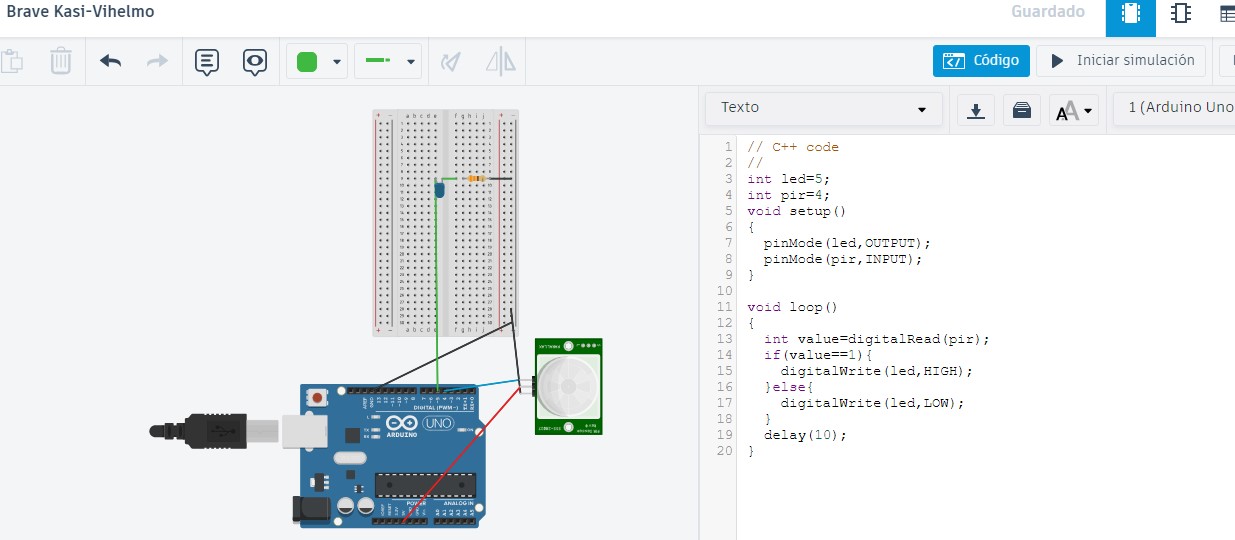 Brave Kasi-Vihelmo
Guardado
Código
Iniciar simulación
Texto
1 (Arduino Uno
1 // C++ code
2 //
3 int led=5;
4 int pir=4;
5 void setup()
6 {
7 pinMode(led,OUTPUT);
8 pinMode(pir,INPUT);
9 }
10
11 void loop()
12 {
13 int value=digitalRead(pir);
14 if(value==1){
15 digitalWrite(led,HIGH);
16 }else{
17 digitalWrite(led,LOW);
18 }
19 delay(10);
20 }
DIGITAL (PWM~)
UNO
ARDUINO
POWER
ANALOG IN